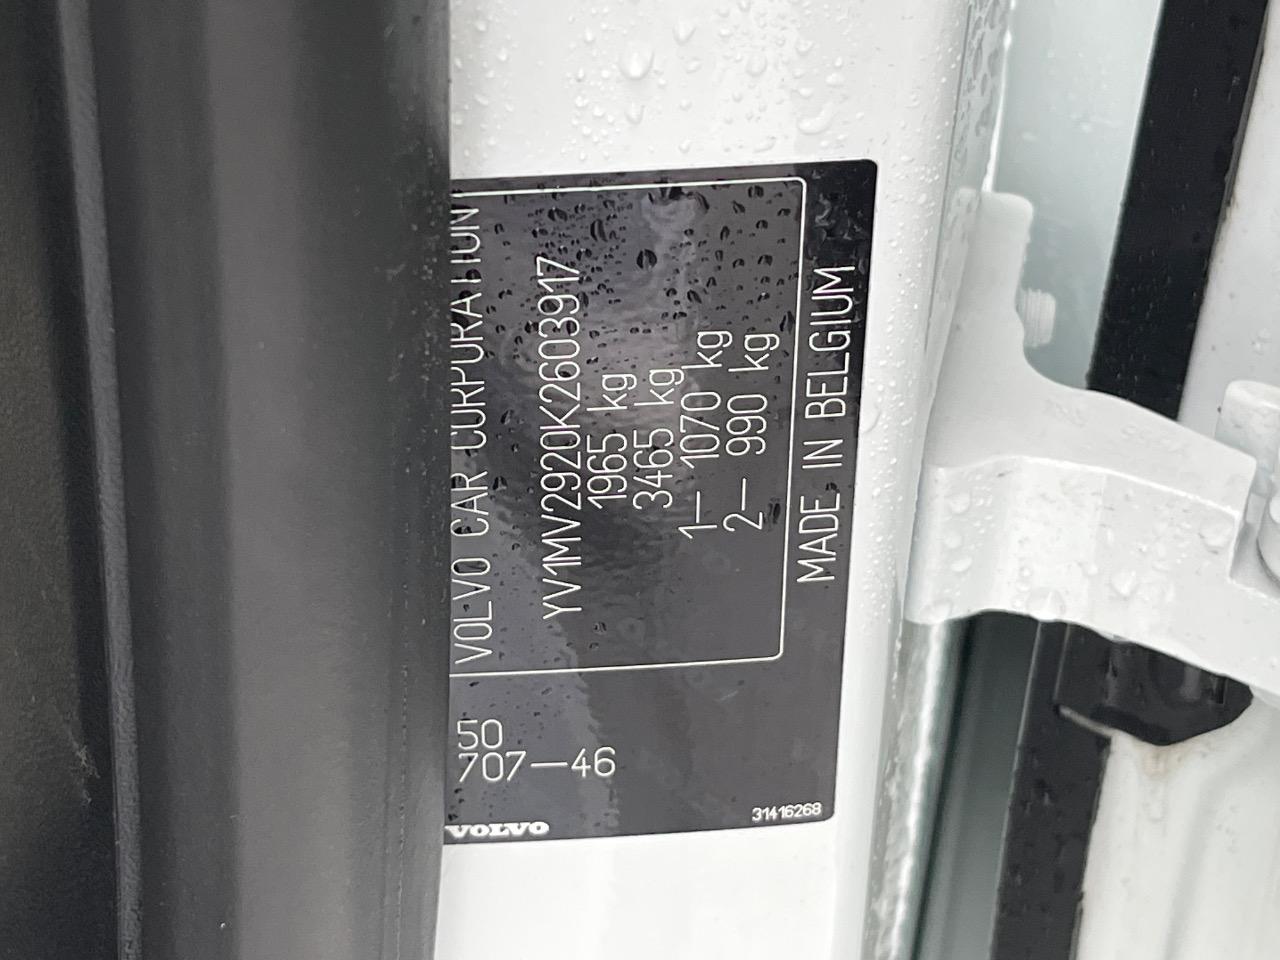 VOLVO CAR CORPORATION
YV1MV2920K2603917
1965 kg
3465 kg
1— 1070 kg
2— 990 kg
MADE IN BELGIUM
50
707—46
VOLVO
31416268